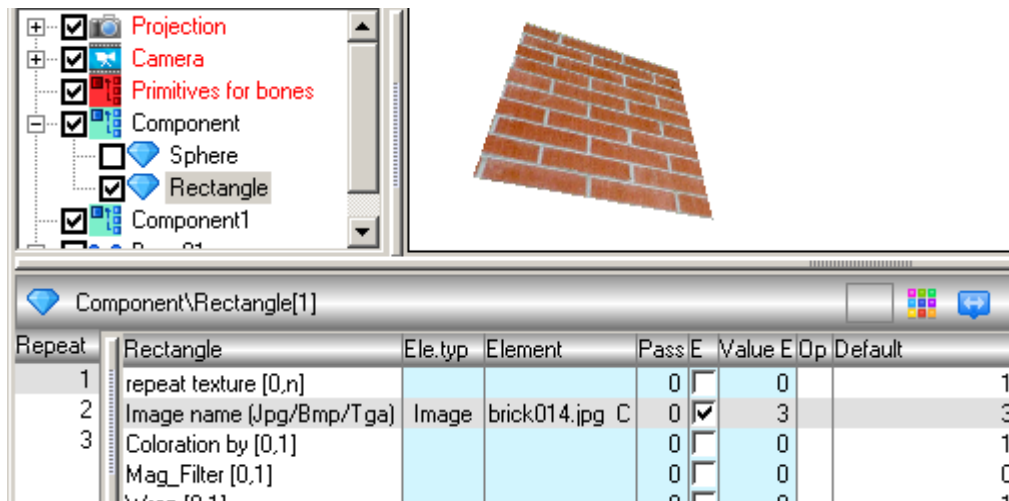 Projection
Camera
Primitives for bones
Component
Sphere
Rectangle
Component1
Component\Rectangle[1]
Repeat Rectangle Ele.typ Element Pass E Value E Op Default
1 repeat texture [0,n] 0 0 1
2 Image name (Jpg/Bmp/Tga) Image brick014.jpg C 0 3 3
3 Coloration by [0,1] 0 0 1
Mag_Filter [0,1] 0 0 0